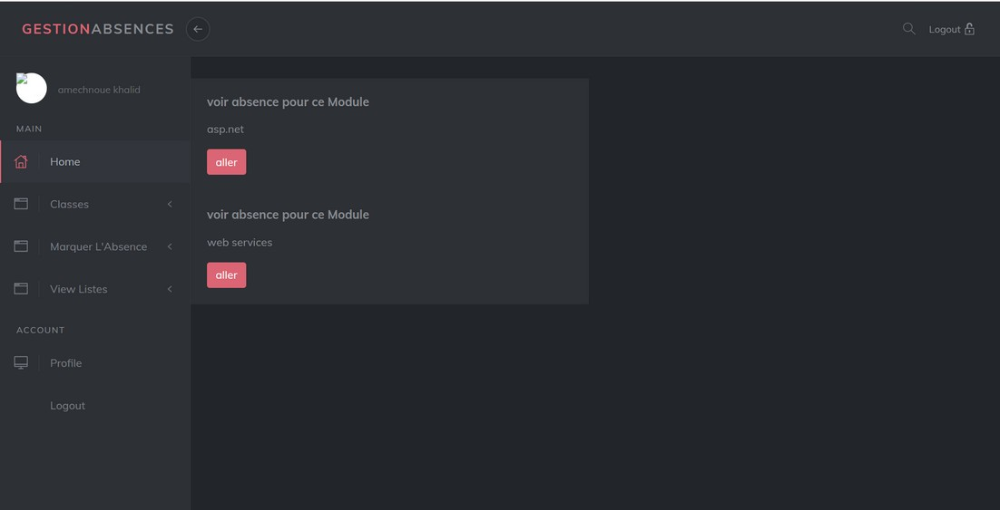 GESTIONABSENCES
Logout
amechnoue khalid
MAIN
Home
Classes
Marquer L'Absence
View Listes
ACCOUNT
Profile
Logout
voir absence pour ce Module
asp.net
aller
voir absence pour ce Module
web services
aller